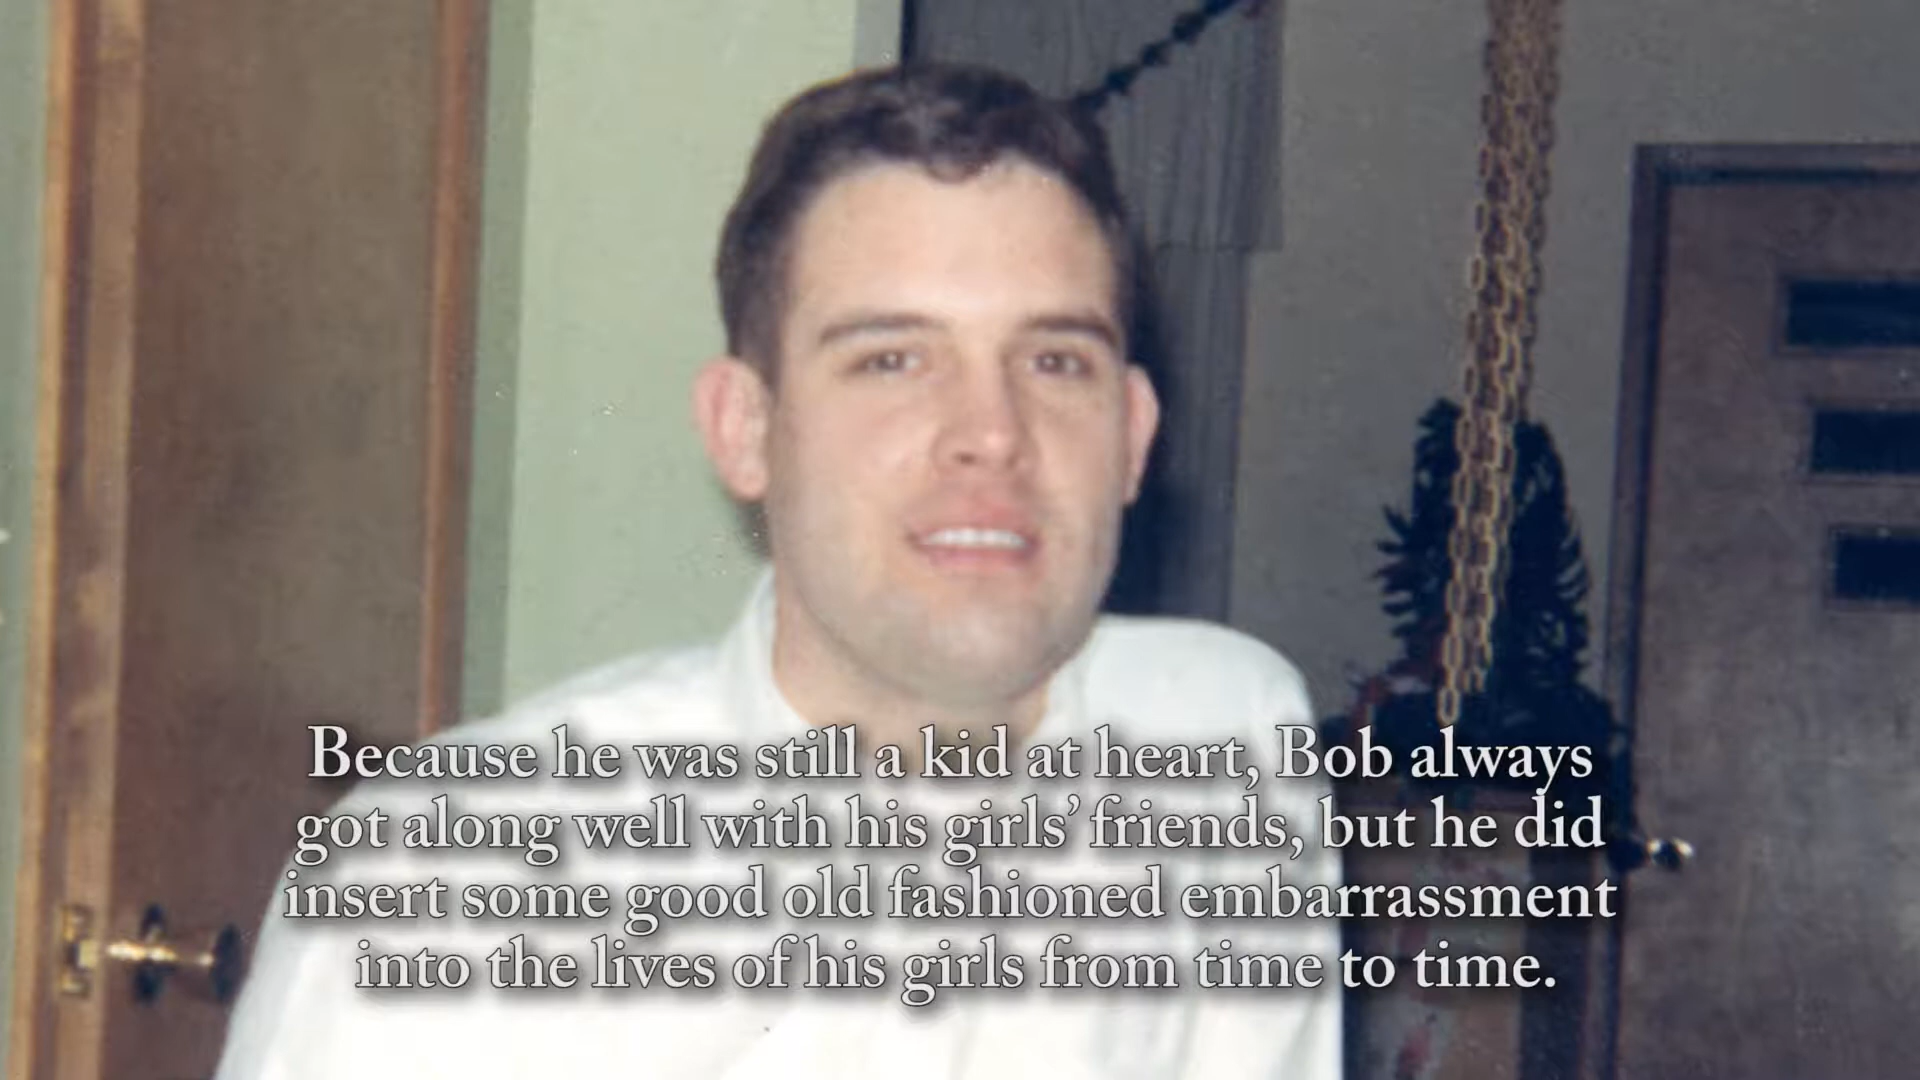 Because he was still a kid at heart, Bob always
got along well with his girls’ friends, but he did
insert some good old fashioned embarrassment
into the lives of his girls from time to time.